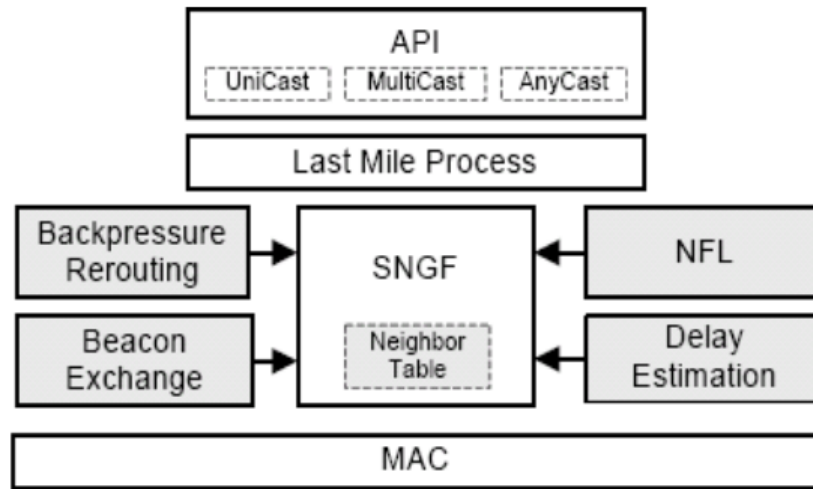 API
UniCast MultiCast AnyCast
Last Mile Process
Backpressure
Rerouting
SNGF
NFL
Beacon
Exchange
Neighbor
Table
Delay
Estimation
MAC